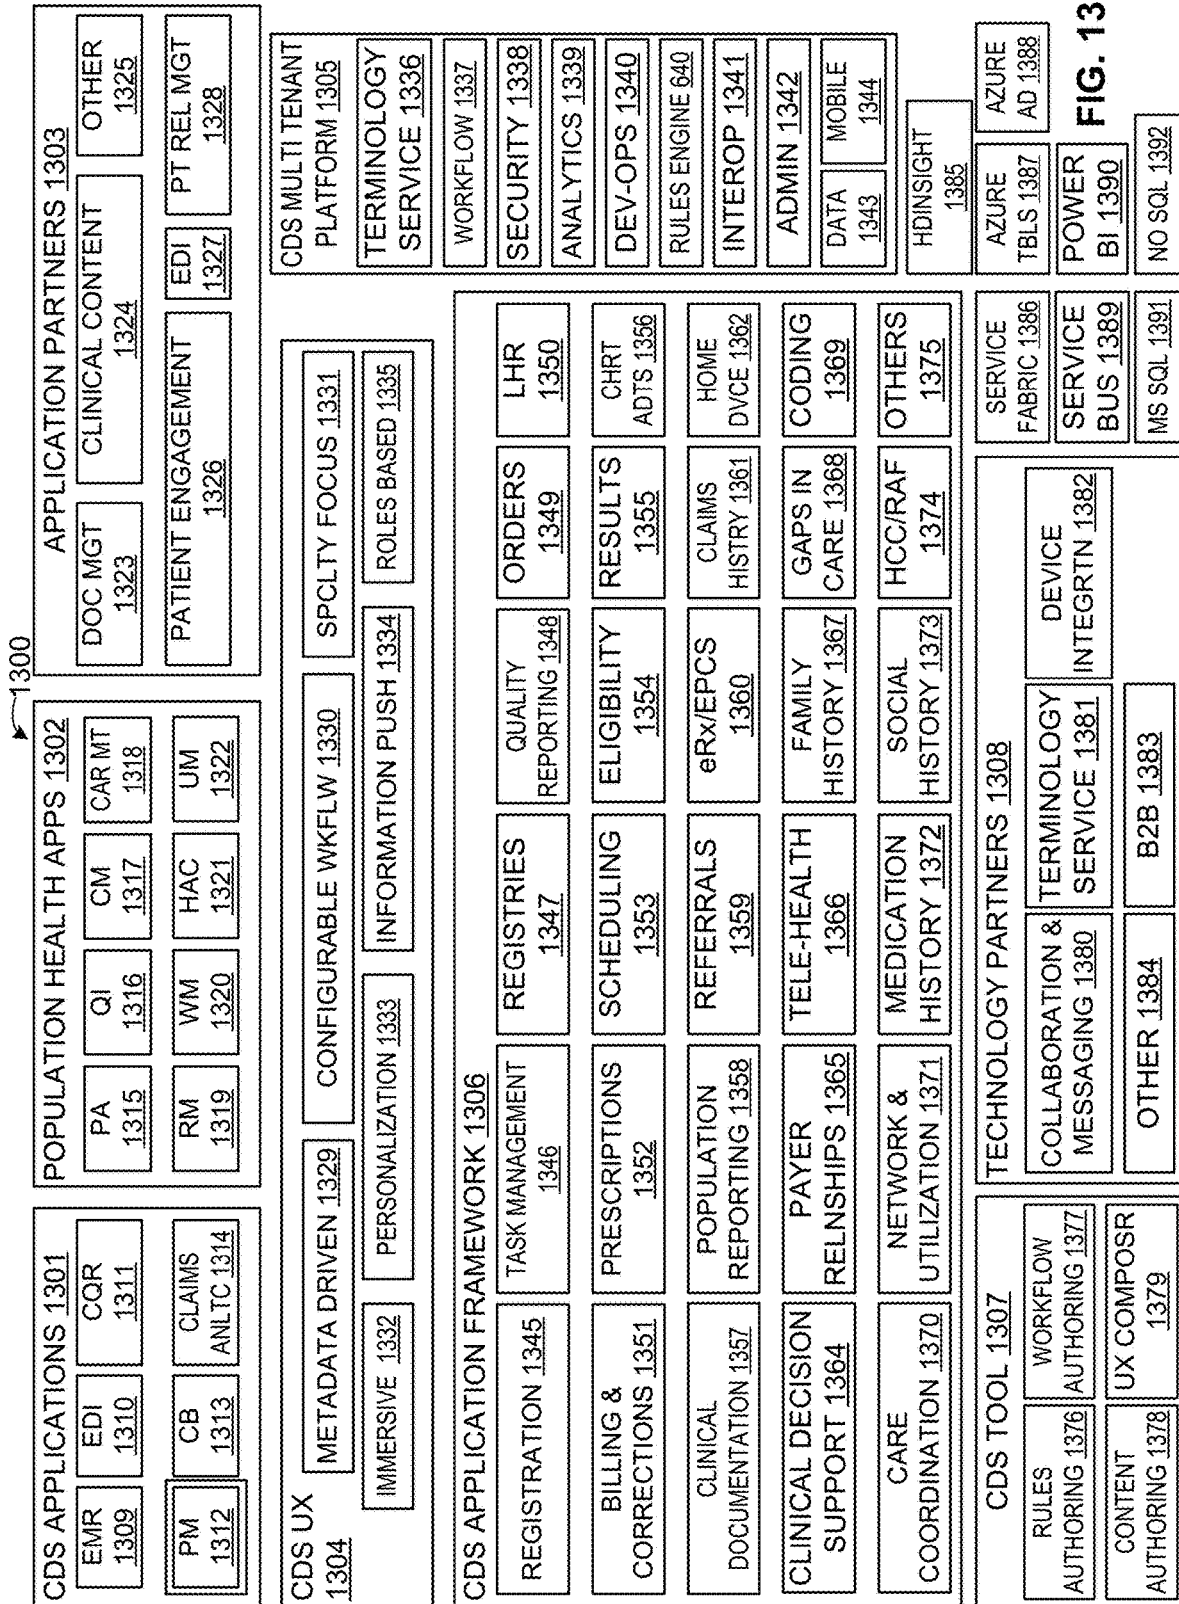 1300
CDS APPLICATIONS 1301
EMR
1309
EDI
1310
CQR
1311
PM
1312
CB
1313
CLAIMS
ANLTC 1314
POPULATION HEALTH APPS 1302
PA
1315
QI
1316
CM
1317
CAR MT
1318
RM
1319
WM
1320
HAC
1321
UM
1322
APPLICATION PARTNERS 1303
DOC MGT
1323
CLINICAL CONTENT
1324
OTHER
1325
PATIENT ENGAGEMENT
1326
EDI
1327
PT REL MGT
1328
CDS UX
1304
METADATA DRIVEN 1329
CONFIGURABLE WKFLW 1330
SPCLTY FOCUS 1331
IMMERSIVE 1332
PERSONALIZATION 1333
INFORMATION PUSH 1334
ROLES BASED 1335
CDS MULTI TENANT
PLATFORM 1305
TERMINOLOGY
SERVICE 1336
WORKFLOW 1337
SECURITY 1338
ANALYTICS 1339
DEV-OPS 1340
RULES ENGINE 640
INTEROP 1341
ADMIN 1342
DATA
1343
MOBILE
1344
CDS APPLICATION FRAMEWORK 1306
REGISTRATION 1345
TASK MANAGEMENT
1346
REGISTRIES
1347
QUALITY
REPORTING 1348
ORDERS
1349
LHR
1350
BILLING &
CORRECTIONS 1351
PRESCRIPTIONS
1352
SCHEDULING
1353
ELIGIBILITY
1354
RESULTS
1355
CHRT
ADTS 1356
CLINICAL
DOCUMENTATION 1357
POPULATION
REPORTING 1358
REFERRALS
1359
eRx/EPCS
1360
CLAIMS
HISTRY 1361
HOME
DVCE 1362
CLINICAL DECISION
SUPPORT 1364
PAYER
RELNSHIPS 1365
TELE-HEALTH
1366
FAMILY
HISTORY 1367
GAPS IN
CARE 1368
CODING
1369
CARE
COORDINATION 1370
NETWORK &
UTILIZATION 1371
MEDICATION
HISTORY 1372
SOCIAL
HISTORY 1373
HCC/RAF
1374
OTHERS
1375
CDS TOOL 1307
RULES
AUTHORING 1376
WORKFLOW
AUTHORING 1377
CONTENT
AUTHORING 1378
UX COMPOSR
1379
TECHNOLOGY PARTNERS 1308
COLLABORATION &
MESSAGING 1380
TERMINOLOGY
SERVICE 1381
DEVICE
INTEGRTN 1382
OTHER 1384
B2B 1383
HDINSIGHT
1385
SERVICE
FABRIC 1386
AZURE
TBLS 1387
AZURE
AD 1388
SERVICE
BUS 1389
POWER
BI 1390
MS SQL 1391
NO SQL 1392
FIG. 13